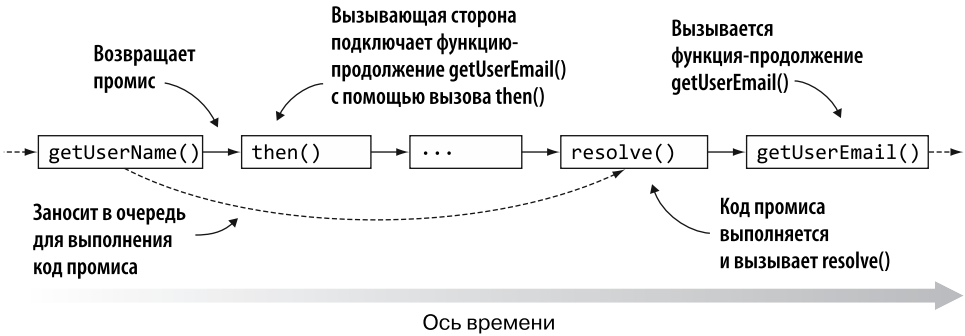 Вызывающая сторона
подключает функцию-
продолжение getUserEmail()
с помощью вызова then()
Возвращает
промис
Вызывается
функция-продолжение
getUserEmail()
getUserName()
then()
...
resolve()
getUserEmail()
Заносит в очередь
для выполнения
код промиса
Код промиса
выполняется
и вызывает resolve()
Ось времени